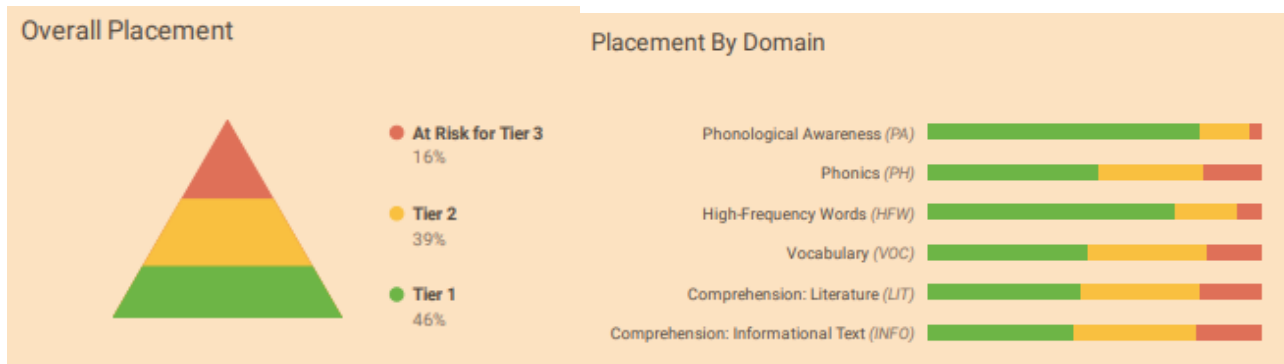 Overall Placement
At Risk for Tier 3
16%
Tier 2
39%
Tier 1
46%
Placement By Domain
Phonological Awareness (PA)
Phonics (PH)
High-Frequency Words (HFW)
Vocabulary (VOC)
Comprehension: Literature (LIT)
Comprehension: Informational Text (INFO)